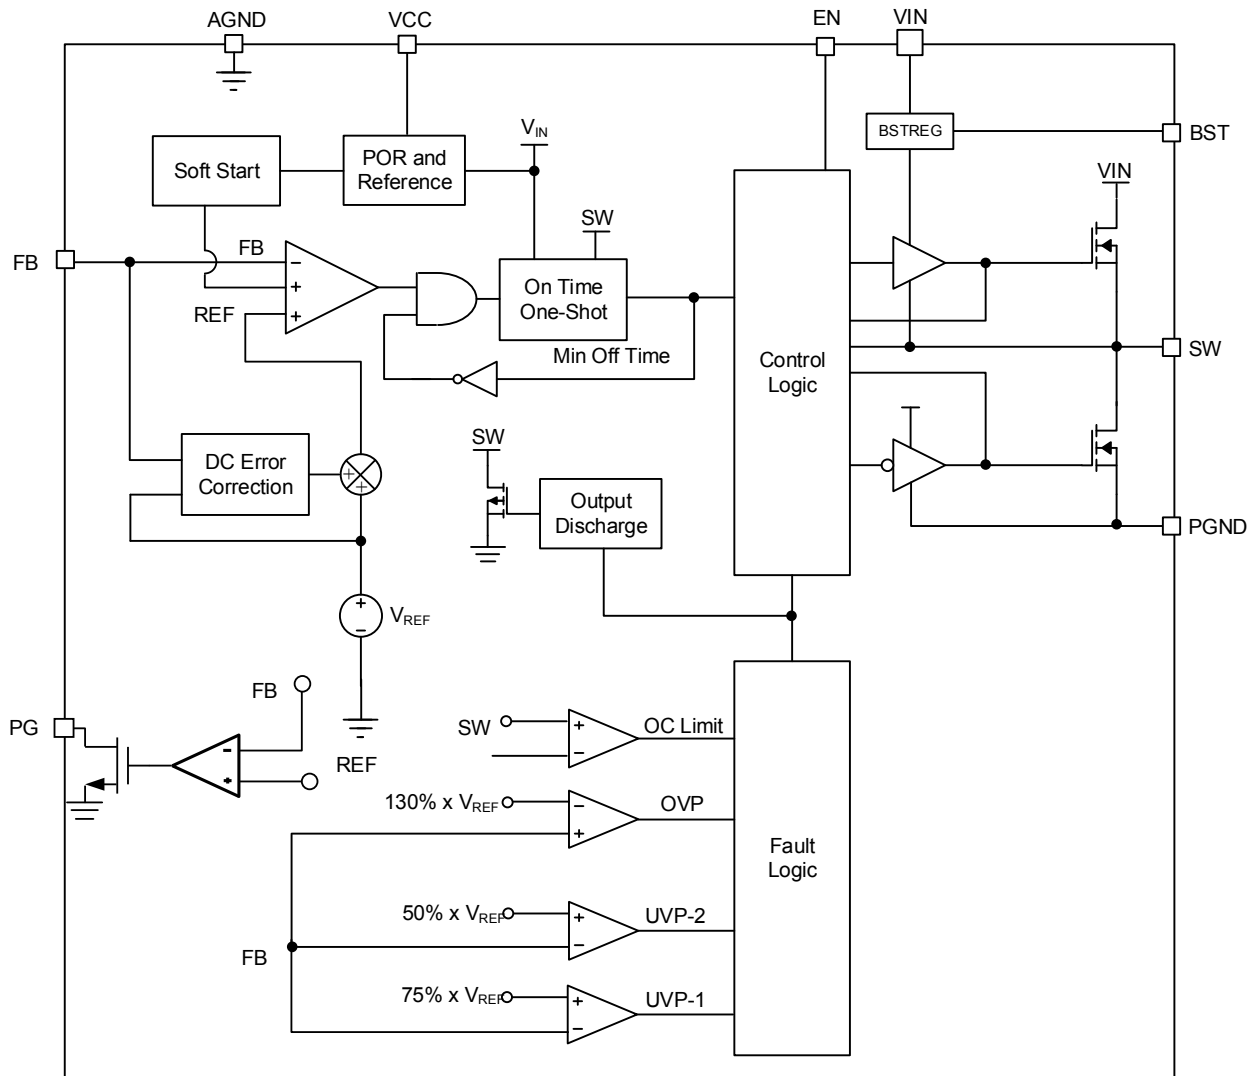 AGND
VCC
EN
VIN
BSTREG
BST
VIN
Soft Start
POR and
Reference
VIN
SW
FB
FB
−
+
+
REF
On Time
One-Shot
Min Off Time
Control
Logic
SW
DC Error
Correction
+
+
SW
Output
Discharge
PGND
+
−
VREF
FB
PG
−
+
REF
SW
+
−
OC Limit
130% x VREF
−
+
OVP
Fault
Logic
50% x VREF
+
−
UVP-2
FB
75% x VREF
+
−
UVP-1